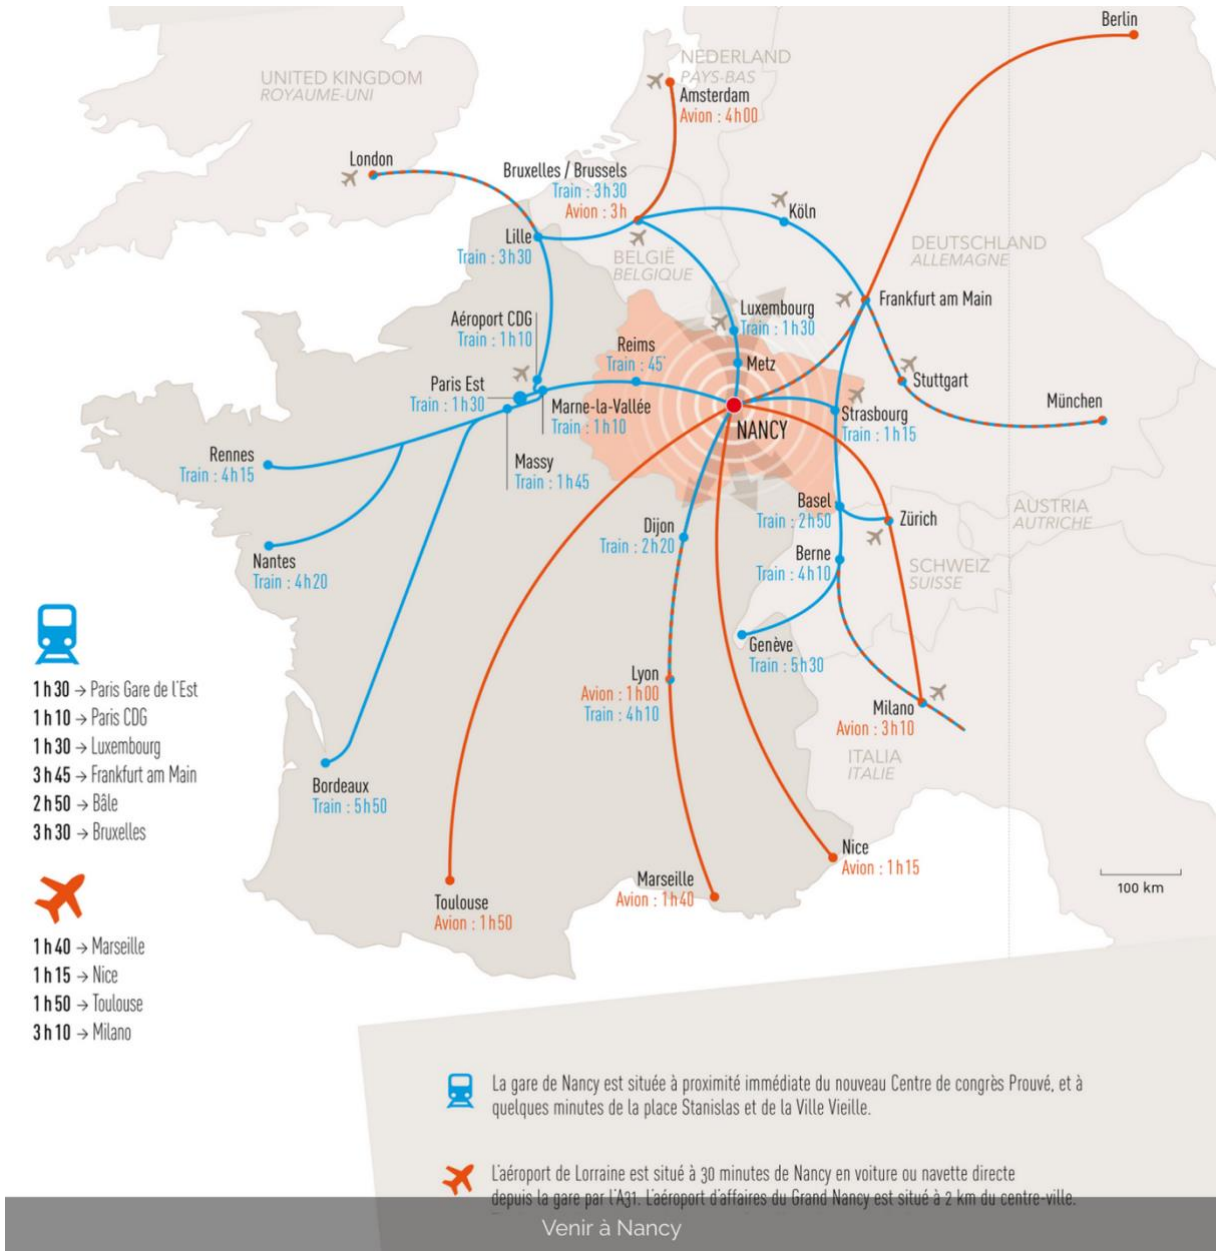 Berlin
NEDERLAND
PAYS-BAS
Amsterdam
Avion : 4h00
UNITED KINGDOM
ROYAUME-UNI
London
Bruxelles / Brussels
Train : 3h30
Avion : 3h
Köln
Lille
Train : 3h30
BELGIË
BELGIQUE
DEUTSCHLAND
ALLEMAGNE
Frankfurt am Main
Luxembourg
Train : 1h30
Aéroport CDG
Train : 1h10
Reims
Train : 45'
Metz
Paris Est
Train : 1h30
Marne-la-Vallée
Train : 1h10
Stuttgart
München
NANCY
Strasbourg
Train : 1h15
Rennes
Train : 4h15
Massy
Train : 1h45
Basel
Train : 2h50
Zürich
AUSTRIA
AUTRICHE
Dijon
Train : 2h20
Nantes
Train : 4h20
Berne
Train : 4h10
SCHWEIZ
SUISSE
Genève
Train : 5h30
Lyon
Avion : 1h00
Train : 4h10
Milano
Avion : 3h10
ITALIA
ITALIE
Bordeaux
Train : 5h50
Nice
Avion : 1h15
Marseille
Avion : 1h40
Toulouse
Avion : 1h50
100 km
1h30 → Paris Gare de l'Est
1h10 → Paris CDG
1h30 → Luxembourg
3h45 → Frankfurt am Main
2h50 → Bâle
3h30 → Bruxelles
1h40 → Marseille
1h15 → Nice
1h50 → Toulouse
3h10 → Milano
La gare de Nancy est située à proximité immédiate du nouveau Centre de congrès Prouvé, et à
quelques minutes de la place Stanislas et de la Ville Vieille.
L'aéroport de Lorraine est situé à 30 minutes de Nancy en voiture ou navette directe
depuis la gare par l'A31. L'aéroport d'affaires du Grand Nancy est situé à 2 km du centre-ville.
Venir à Nancy